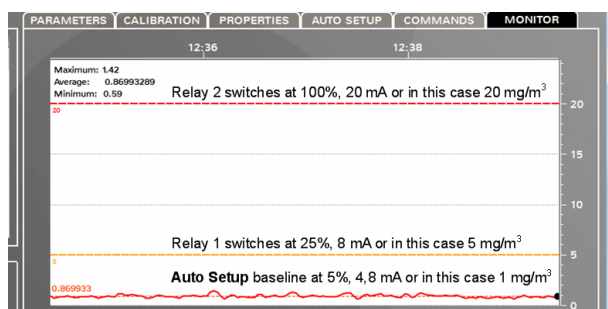 PARAMETERS CALIBRATION PROPERTIES AUTO SETUP COMMANDS MONITOR
12:36 12:38
Maximum: 1.42
Average: 0.86993289
Minimum: 0.59
Relay 2 switches at 100%, 20 mA or in this case 20 mg/m³
20
20
15
10
Relay 1 switches at 25%, 8 mA or in this case 5 mg/m³
5
5
Auto Setup baseline at 5%, 4,8 mA or in this case 1 mg/m³
0.869933
0